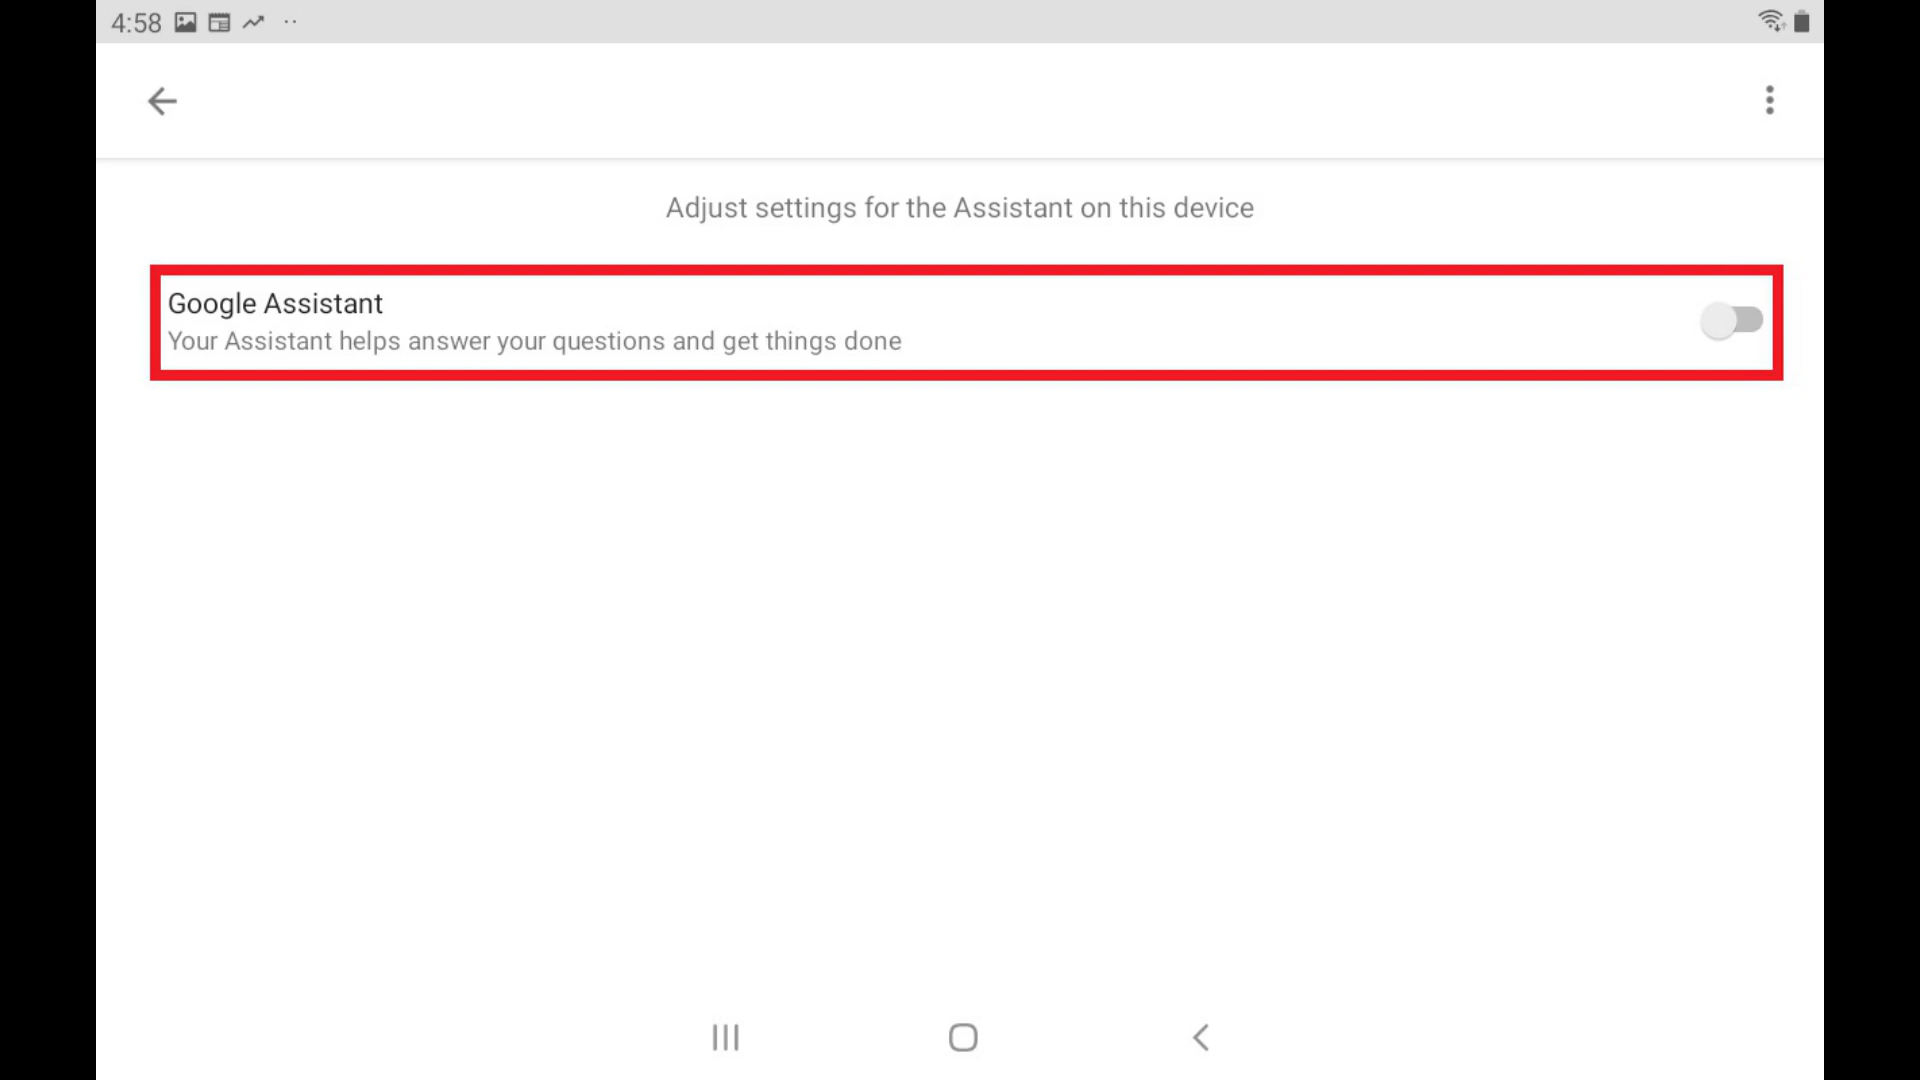 4:58
Adjust settings for the Assistant on this device
Google Assistant
Your Assistant helps answer your questions and get things done